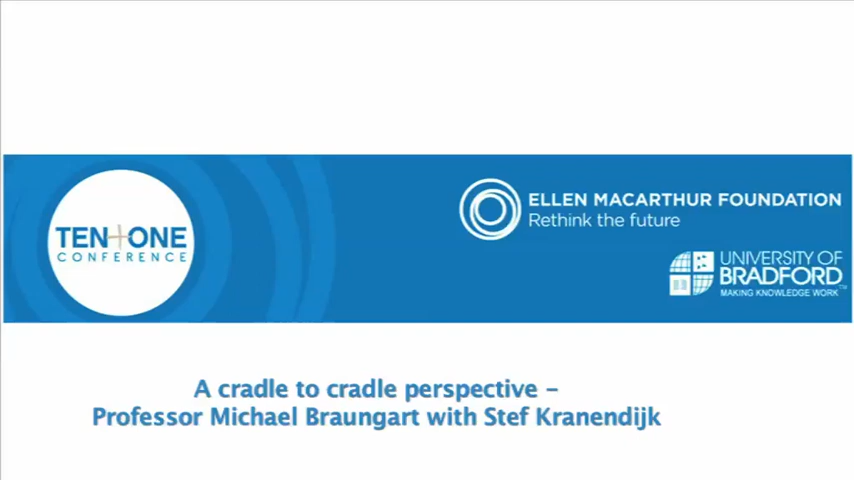 TEN+ONE
CONFERENCE
ELLEN MACARTHUR FOUNDATION
Rethink the future
UNIVERSITY OF
BRADFORD
MAKING KNOWLEDGE WORK™
A cradle to cradle perspective –
Professor Michael Braungart with Stef Kranendijk